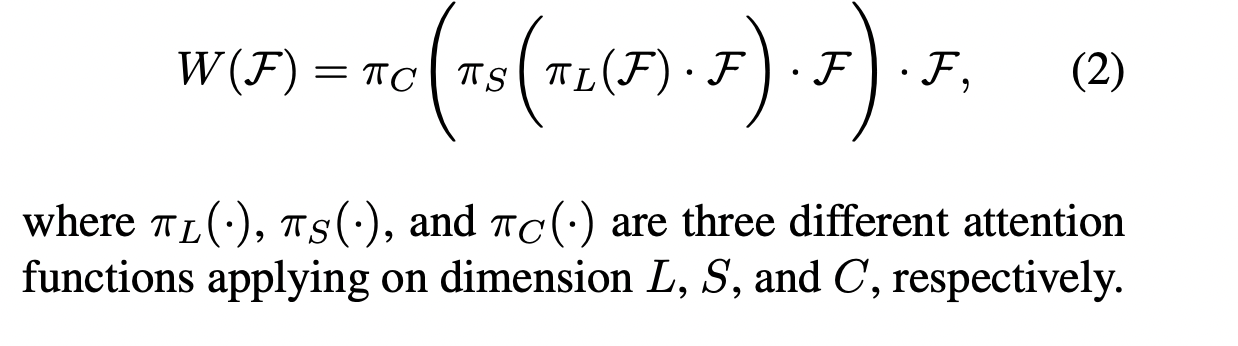 W(ℱ) = π_C(π_S(π_L(ℱ) · ℱ) · ℱ) · ℱ, (2)
where π_L(·), π_S(·), and π_C(·) are three different attention
functions applying on dimension L, S, and C, respectively.